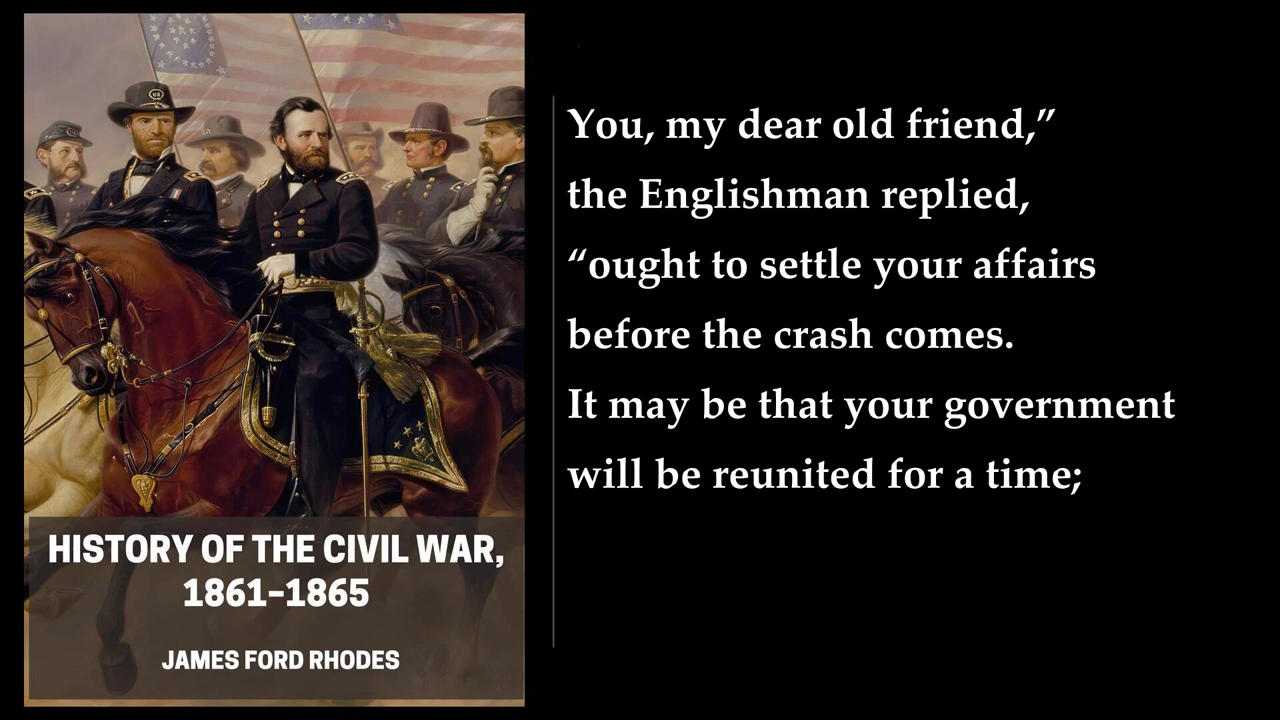 HISTORY OF THE CIVIL WAR,
1861–1865
JAMES FORD RHODES
You, my dear old friend,”
the Englishman replied,
“ought to settle your affairs
before the crash comes.
It may be that your government
will be reunited for a time;